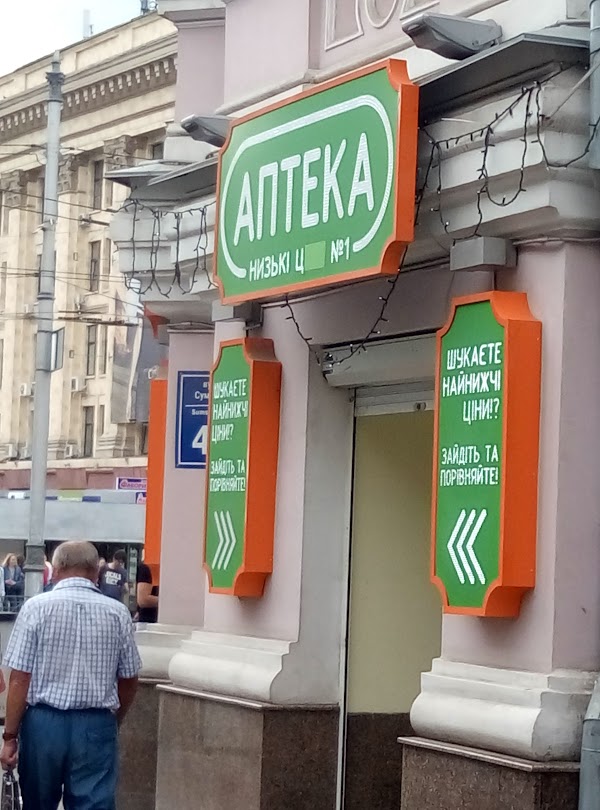 АПТЕКА
НИЗЬКІ №1
ШУКАЄТЕ
НАЙНИЖЧІ
ЦІНИ!?
ЗАЙДІТЬ ТА
ПОРІВНЯЙТЕ!
ШУКАЄТЕ
НАЙНИЖЧІ
ЦІНИ!?
ЗАЙДІТЬ ТА
ПОРІВНЯЙТЕ!
4